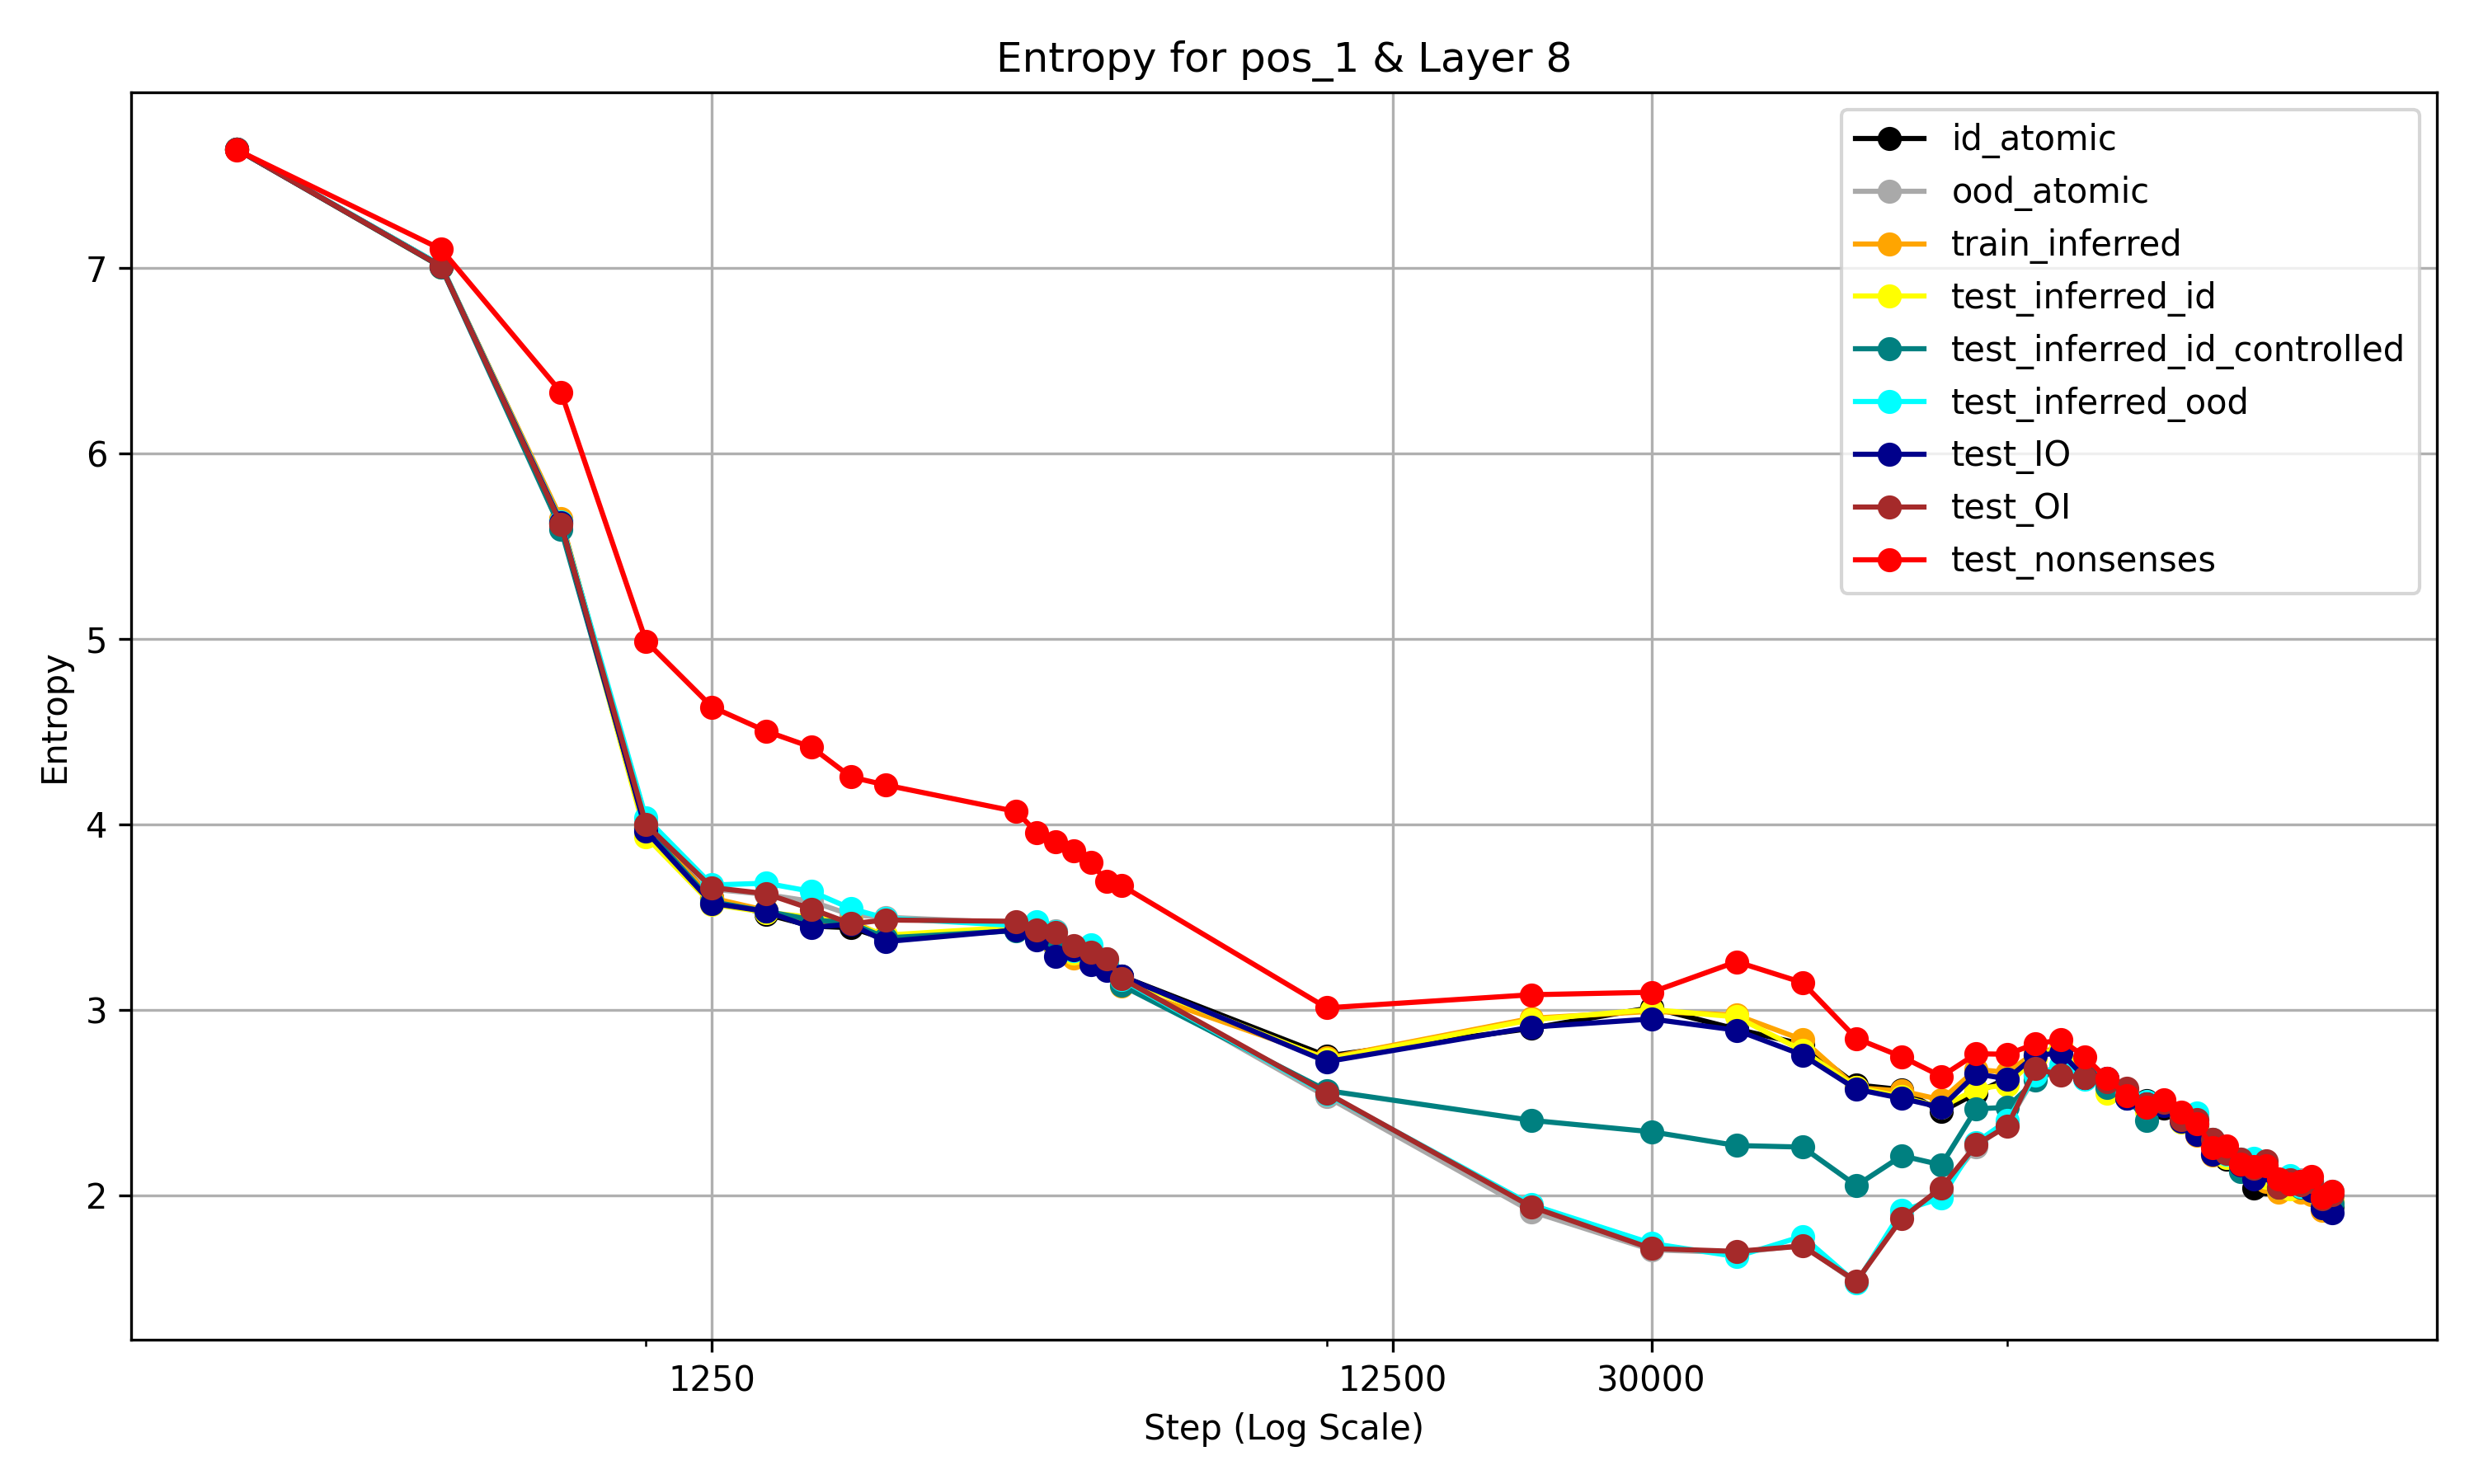 Entropy for pos_1 & Layer 8
id_atomic
ood_atomic
train_inferred
test_inferred_id
test_inferred_id_controlled
test_inferred_ood
test_IO
test_OI
test_nonsenses
Entropy
7
6
5
4
3
2
1250
12500
30000
Step (Log Scale)